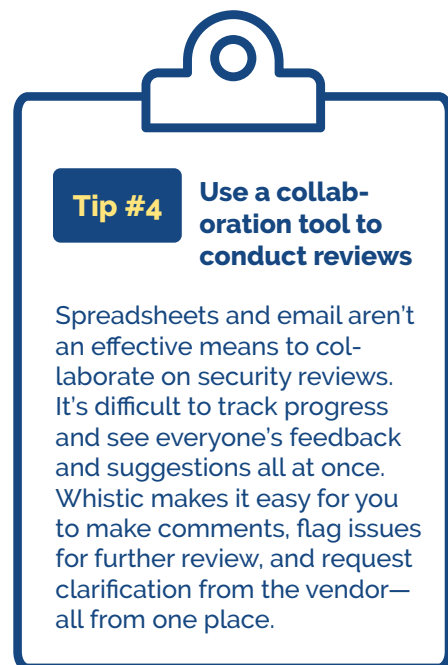 Tip #4
Use a collab-
oration tool to
conduct reviews
Spreadsheets and email aren’t
an effective means to col-
laborate on security reviews.
It’s difficult to track progress
and see everyone’s feedback
and suggestions all at once.
Whistic makes it easy for you
to make comments, flag issues
for further review, and request
clarification from the vendor—
all from one place.